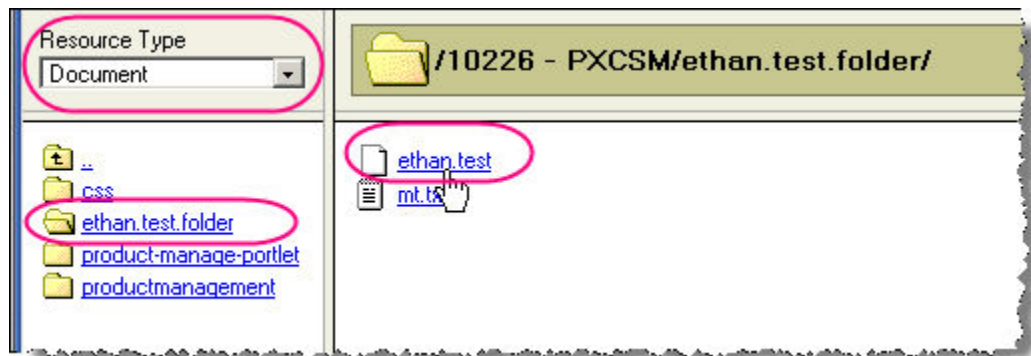 Resource Type
Document
/10226 - PXCSM/ethan.test.folder/
..
css
ethan.test.folder
product-manage-portlet
productmanagement
ethan.test